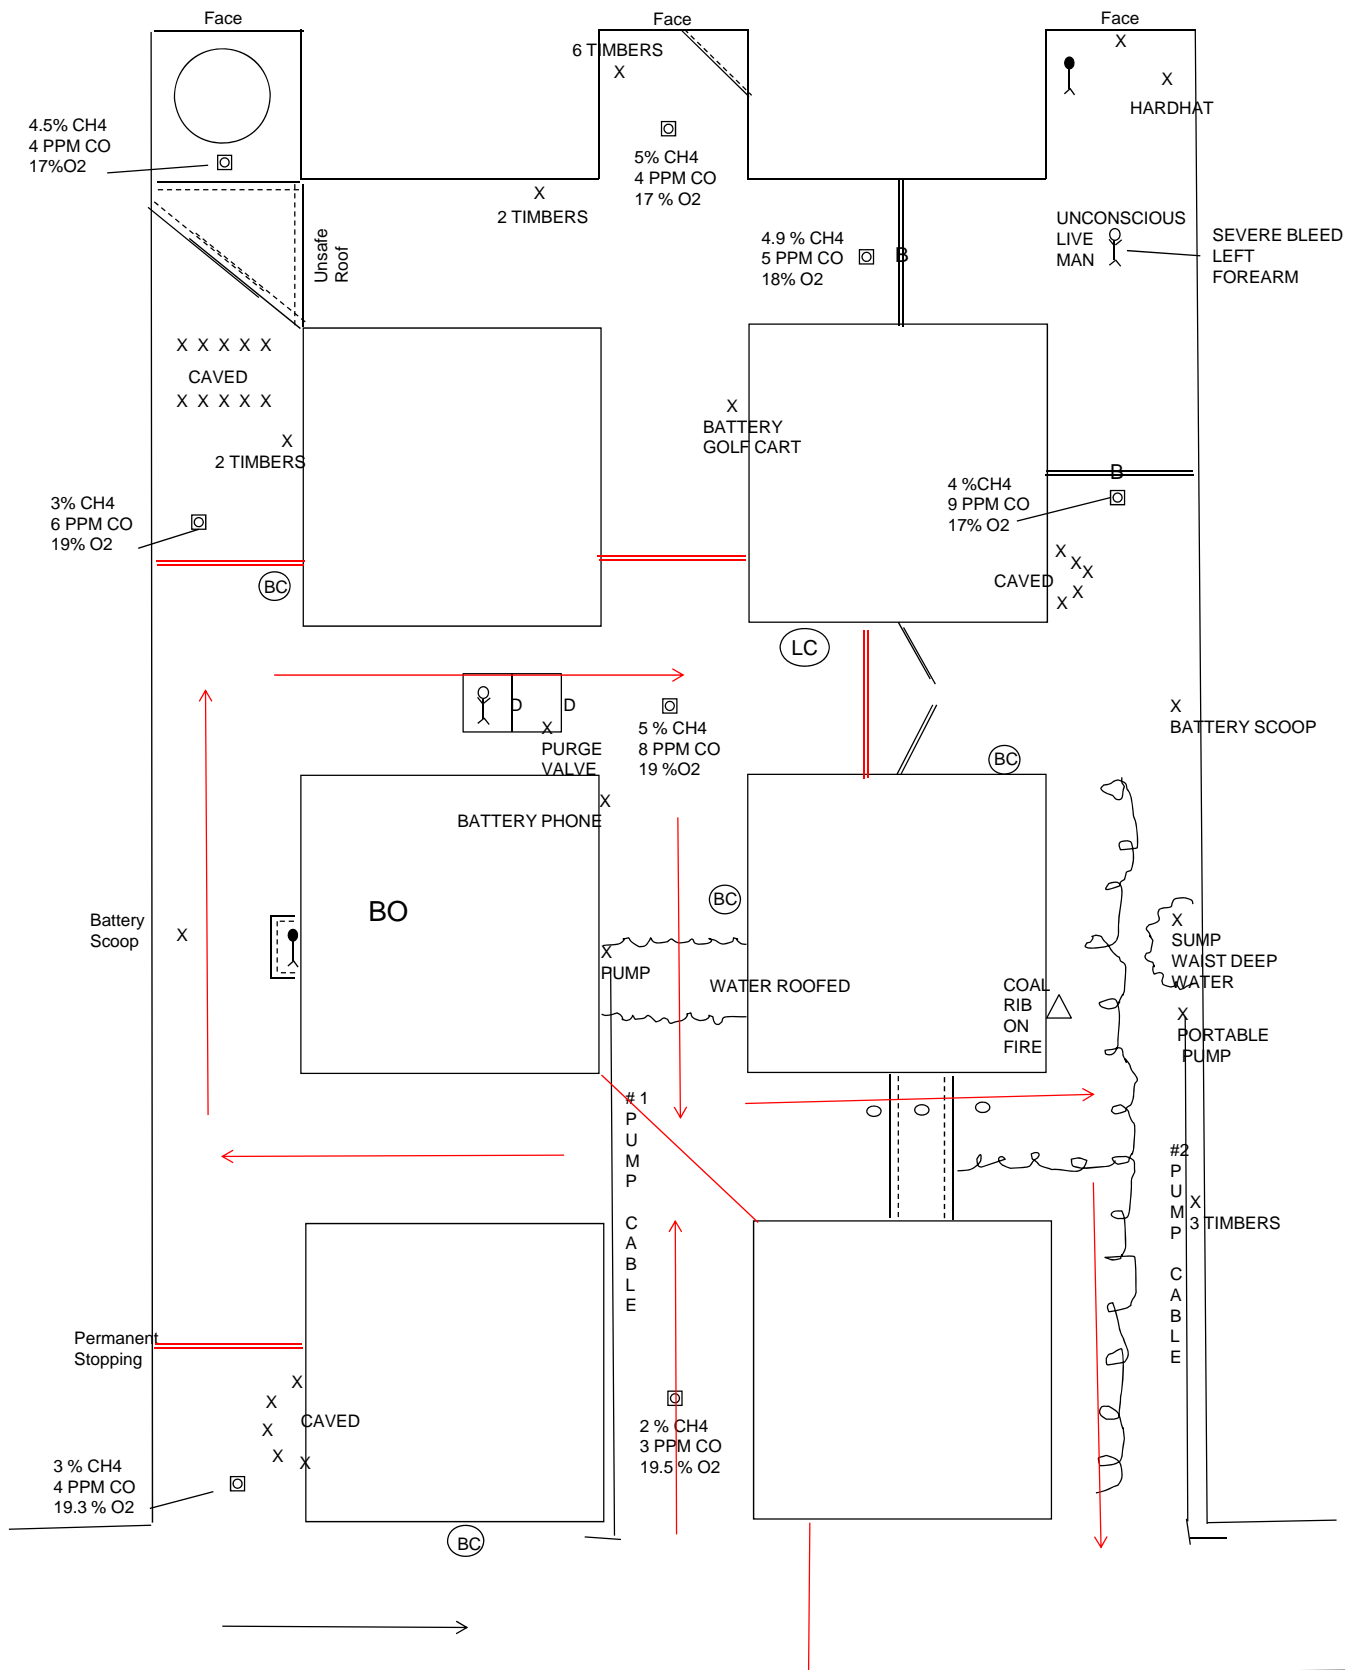 Face
Face
Face
6 TIMBERS
X
X
X
HARDHAT
4.5% CH4
4 PPM CO
17%O2
5% CH4
4 PPM CO
17 % O2
X
2 TIMBERS
Unsafe
Roof
4.9 % CH4
5 PPM CO
18% O2
B
UNCONSCIOUS
LIVE
MAN
SEVERE BLEED
LEFT
FOREARM
X X X X X
CAVED
X X X X X
X
2 TIMBERS
X
BATTERY
GOLF CART
3% CH4
6 PPM CO
19% O2
B
4 %CH4
9 PPM CO
17% O2
X
X
X
X
X
CAVED
BC
LC
D
D
X
PURGE
VALVE
5 % CH4
8 PPM CO
19 %O2
X
BATTERY SCOOP
BC
X
BATTERY PHONE
BO
BC
Battery
Scoop
X
X
PUMP
WATER ROOFED
COAL
RIB
ON
FIRE
X
SUMP
WAIST DEEP
WATER
X
PORTABLE
PUMP
# 1
P
U
M
P
C
A
B
L
E
#2
P
U
M
P
C
A
B
L
E
X
3 TIMBERS
Permanent
Stopping
X
X
X
X
X
CAVED
3 % CH4
4 PPM CO
19.3 % O2
2 % CH4
3 PPM CO
19.5 % O2
BC